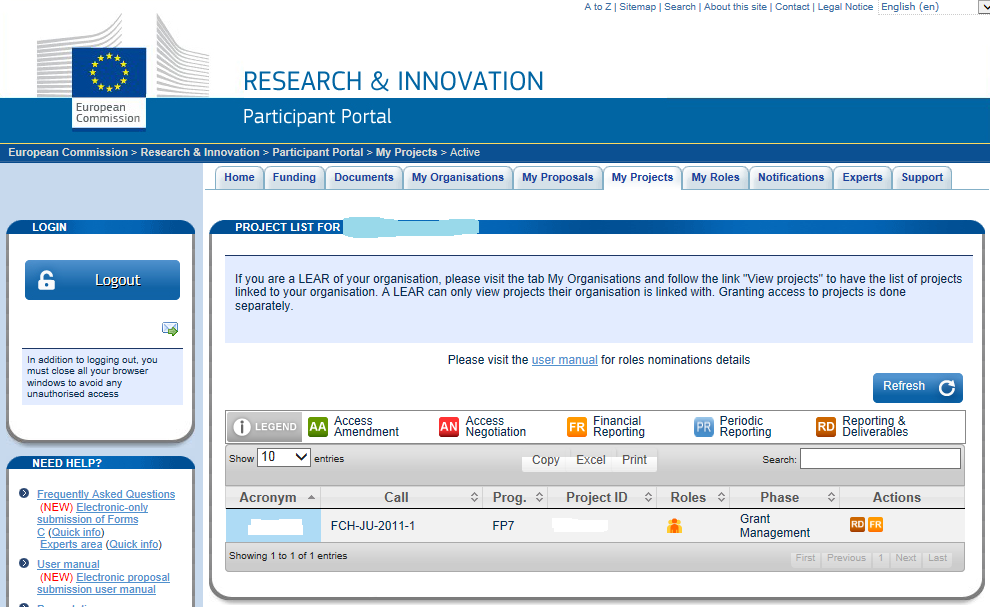 A to Z | Sitemap | Search | About this site | Contact | Legal Notice English (en)
European
Commission
RESEARCH & INNOVATION
Participant Portal
European Commission > Research & Innovation > Participant Portal > My Projects > Active
Home Funding Documents My Organisations My Proposals My Projects My Roles Notifications Experts Support
LOGIN
Logout
In addition to logging out, you
must close all your browser
windows to avoid any
unauthorised access
NEED HELP?
Frequently Asked Questions
(NEW) Electronic-only
submission of Forms
C (Quick info)
Experts area (Quick info)
User manual
(NEW) Electronic proposal
submission user manual
PROJECT LIST FOR
If you are a LEAR of your organisation, please visit the tab My Organisations and follow the link "View projects" to have the list of projects
linked to your organisation. A LEAR can only view projects their organisation is linked with. Granting access to projects is done
separately.
Please visit the user manual for roles nominations details
Refresh
LEGEND AA Access Amendment AN Access Negotiation FR Financial Reporting PR Periodic Reporting RD Reporting & Deliverables
Show 10 entries Copy Excel Print Search:
Acronym Call Prog. Project ID Roles Phase Actions
FCH-JU-2011-1 FP7 Grant Management RD FR
Showing 1 to 1 of 1 entries First Previous 1 Next Last